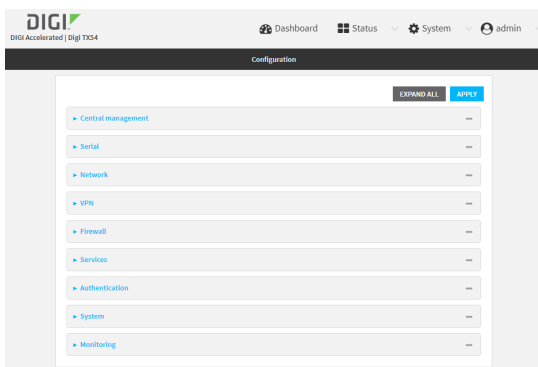 DIGI
DIGI Accelerated | Digi TX54
Dashboard Status System admin
Configuration
EXPAND ALL APPLY
Central management
Serial
Network
VPN
Firewall
Services
Authentication
System
Monitoring